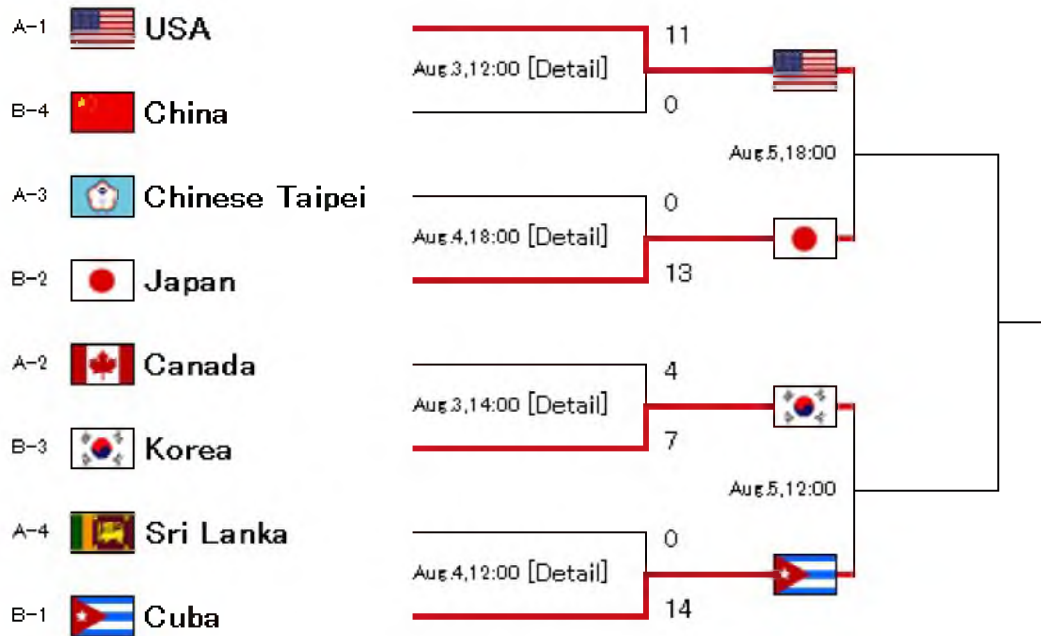 A-1 USA 11
Aug.3,12:00 [Detail]
B-4 China 0
Aug.5,18:00
A-3 Chinese Taipei 0
Aug.4,18:00 [Detail]
B-2 Japan 13
A-2 Canada 4
Aug.3,14:00 [Detail]
B-3 Korea 7
Aug.5,12:00
A-4 Sri Lanka 0
Aug.4,12:00 [Detail]
B-1 Cuba 14